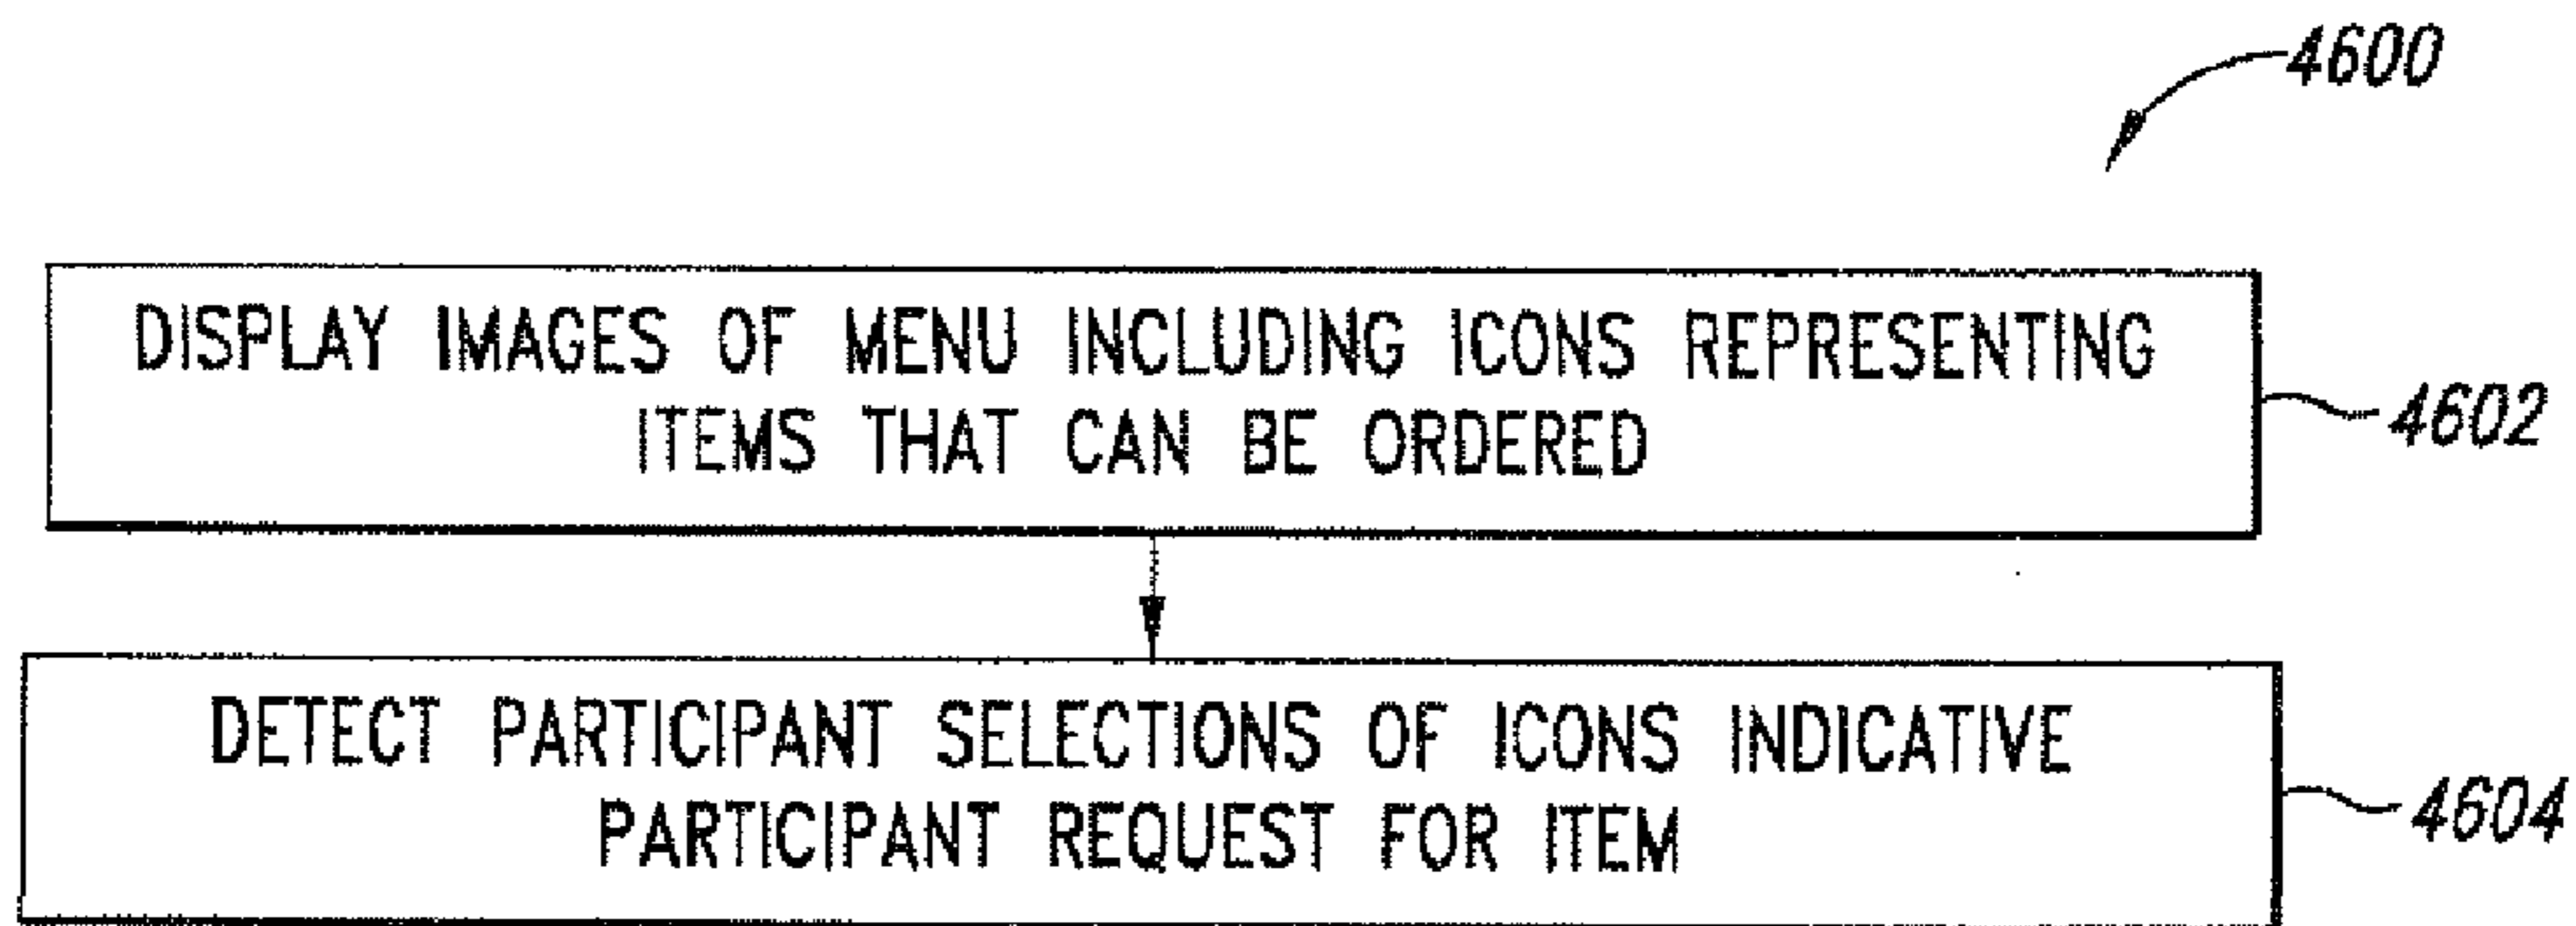 4600
DISPLAY IMAGES OF MENU INCLUDING ICONS REPRESENTING
ITEMS THAT CAN BE ORDERED
4602
DETECT PARTICIPANT SELECTIONS OF ICONS INDICATIVE
PARTICIPANT REQUEST FOR ITEM
4604